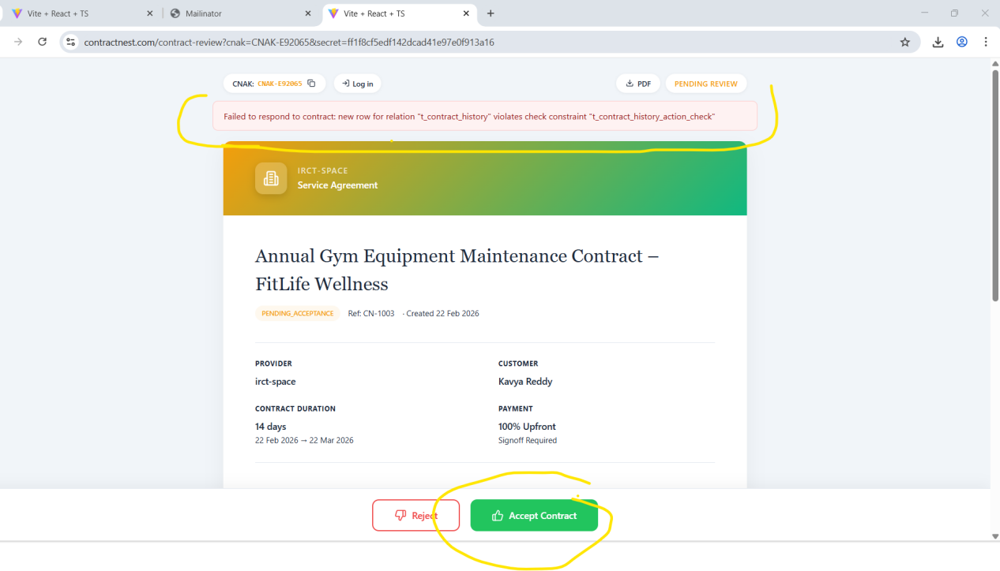 Vite + React + TS
Mailinator
Vite + React + TS
contractnest.com/contract-review?cnak=CNAK-E92065&secret=ff1f8cf5edf142dcad41e97e0f913a16
CNAK: CNAK-E92065 Log in PDF PENDING REVIEW
Failed to respond to contract: new row for relation "t_contract_history" violates check constraint "t_contract_history_action_check"
IRCT-SPACE
Service Agreement
Annual Gym Equipment Maintenance Contract –
FitLife Wellness
PENDING_ACCEPTANCE Ref: CN-1003 · Created 22 Feb 2026
PROVIDER
irct-space
CUSTOMER
Kavya Reddy
CONTRACT DURATION
14 days
22 Feb 2026 → 22 Mar 2026
PAYMENT
100% Upfront
Signoff Required
Reject
Accept Contract